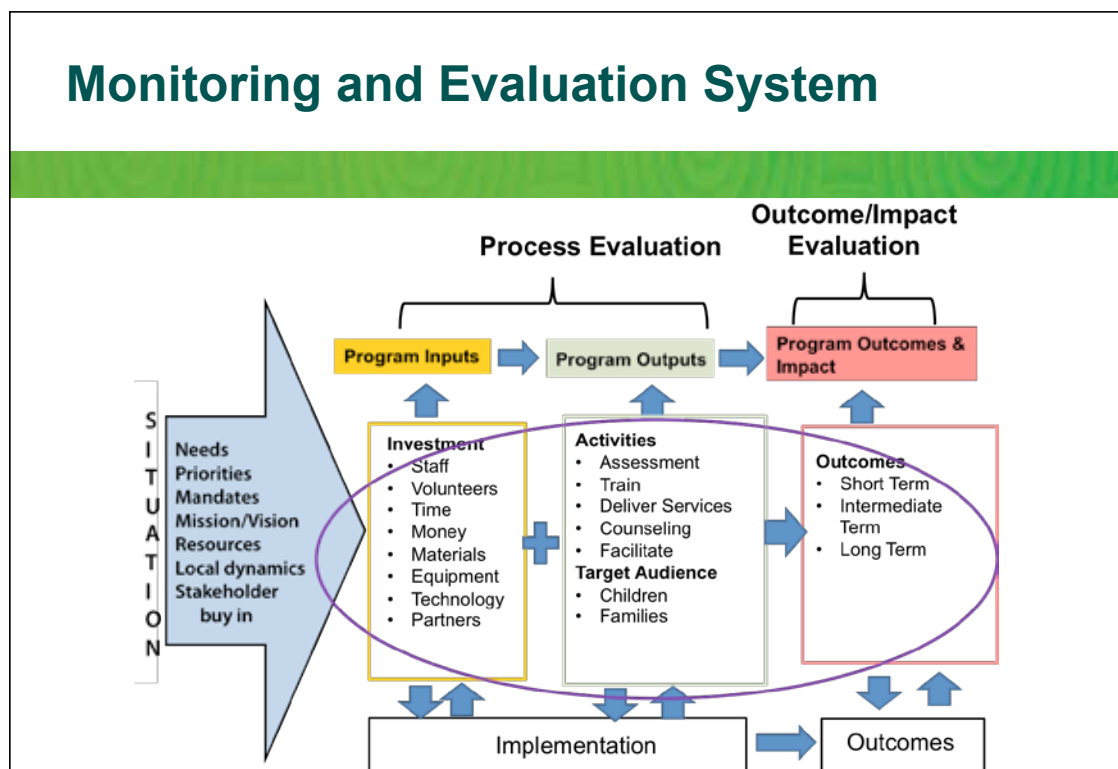 Monitoring and Evaluation System
Process Evaluation
Outcome/Impact
Evaluation
Program Inputs
Program Outputs
Program Outcomes &
Impact
SITUATION
Needs
Priorities
Mandates
Mission/Vision
Resources
Local dynamics
Stakeholder
buy in
Investment
• Staff
• Volunteers
• Time
• Money
• Materials
• Equipment
• Technology
• Partners
Activities
• Assessment
• Train
• Deliver Services
• Counseling
• Facilitate
Target Audience
• Children
• Families
Outcomes
• Short Term
• Intermediate
Term
• Long Term
Implementation
Outcomes